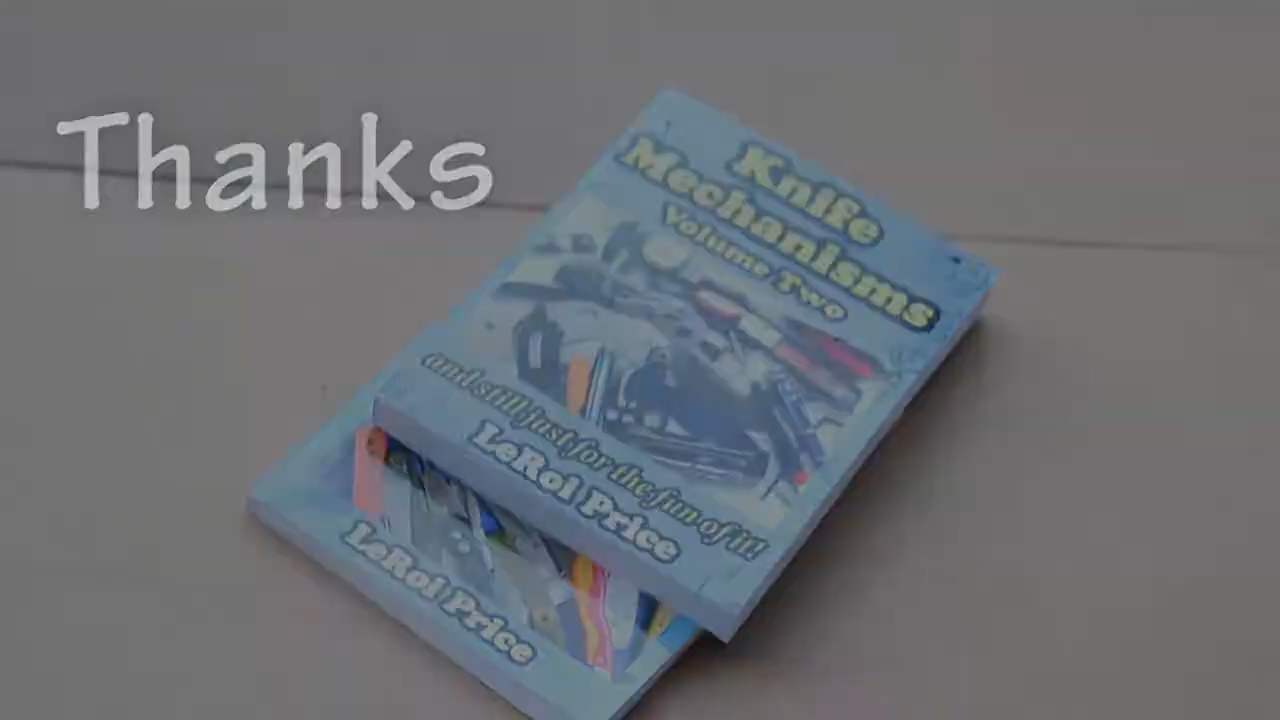 Thanks
Knife
Mechanisms
Volume Two
and still just for the fun of it!
LeRoi Price
LeRoi Price